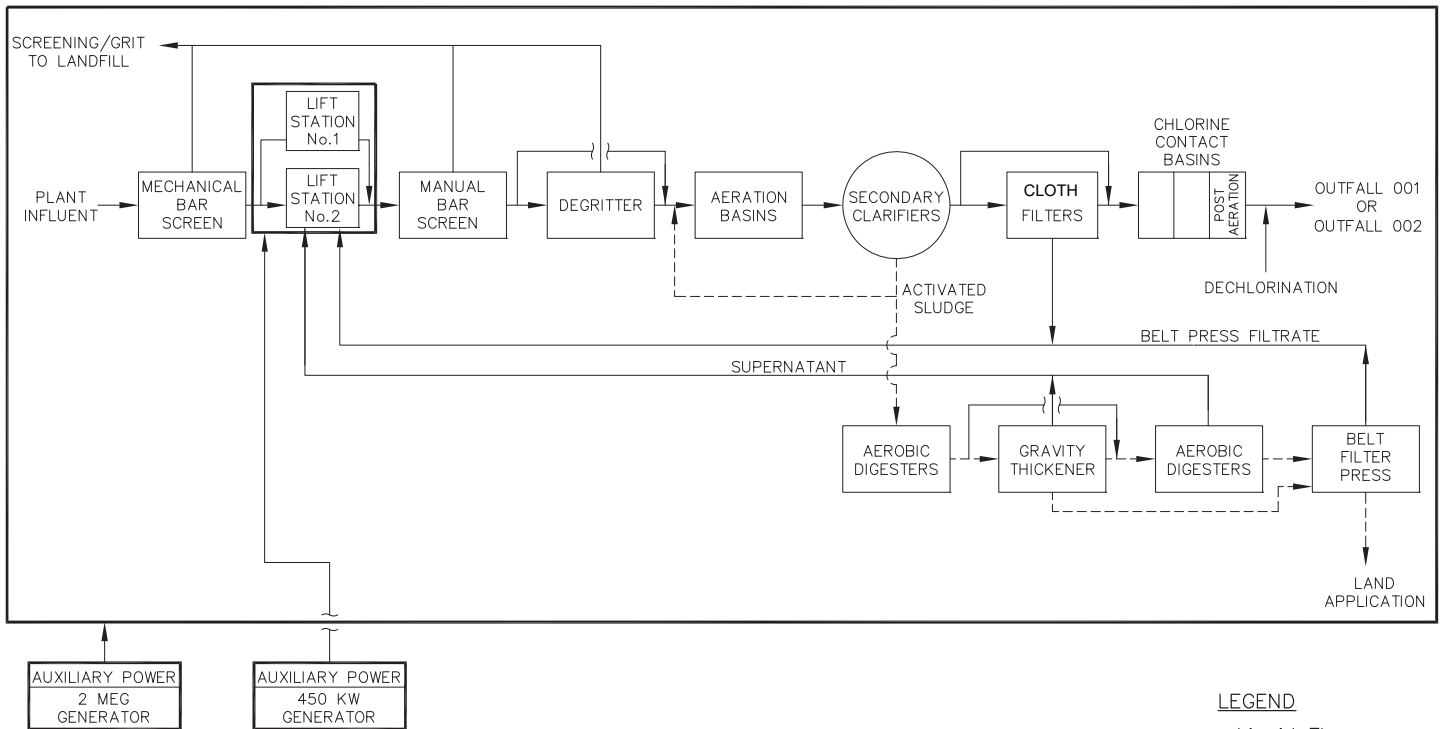 SCREENING/GRIT
TO LANDFILL
LIFT
STATION
No.1
CHLORINE
CONTACT
BASINS
PLANT
INFLUENT
MECHANICAL
BAR
SCREEN
LIFT
STATION
No.2
MANUAL
BAR
SCREEN
DEGRITTER
AERATION
BASINS
SECONDARY
CLARIFIERS
CLOTH
FILTERS
POST
AERATION
OUTFALL 001
OR
OUTFALL 002
DECHLORINATION
ACTIVATED
SLUDGE
BELT PRESS FILTRATE
SUPERNATANT
AEROBIC
DIGESTERS
GRAVITY
THICKENER
AEROBIC
DIGESTERS
BELT
FILTER
PRESS
LAND
APPLICATION
AUXILIARY POWER
2 MEG
GENERATOR
AUXILIARY POWER
450 KW
GENERATOR
LEGEND